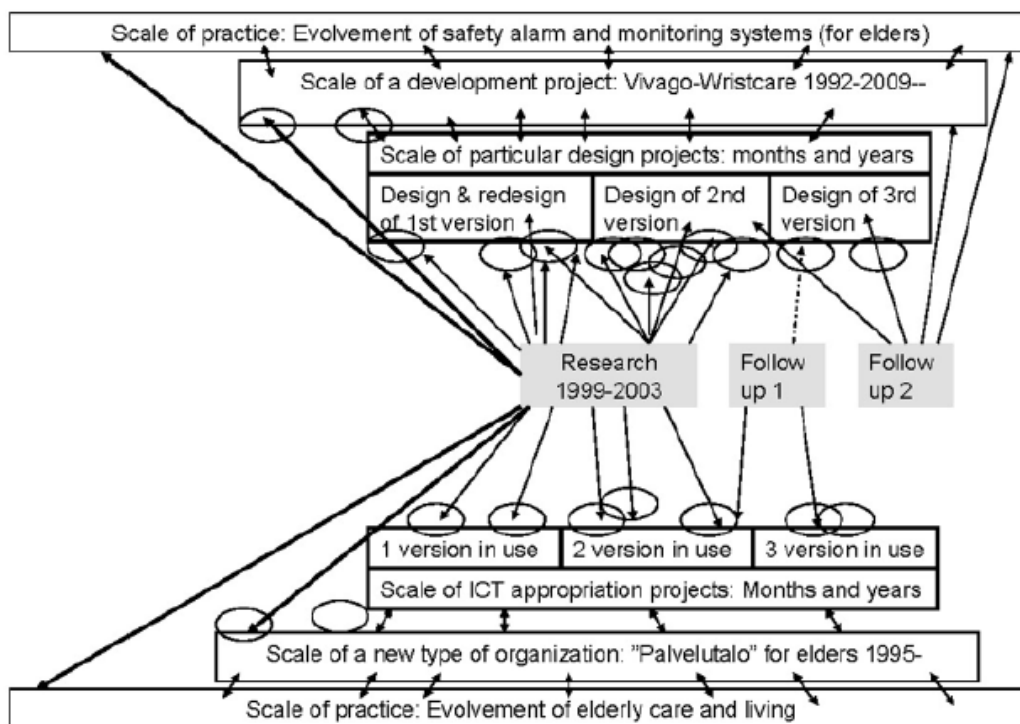 Scale of practice: Evolvement of safety alarm and monitoring systems (for elders)
Scale of a development project: Vivago-Wristcare 1992-2009--
Scale of particular design projects: months and years
Design & redesign
of 1st version
Design of 2nd
version
Design of 3rd
version
Research
1999-2003
Follow
up 1
Follow
up 2
1 version in use
2 version in use
3 version in use
Scale of ICT appropriation projects: Months and years
Scale of a new type of organization: "Palvelutalo" for elders 1995-
Scale of practice: Evolvement of elderly care and living